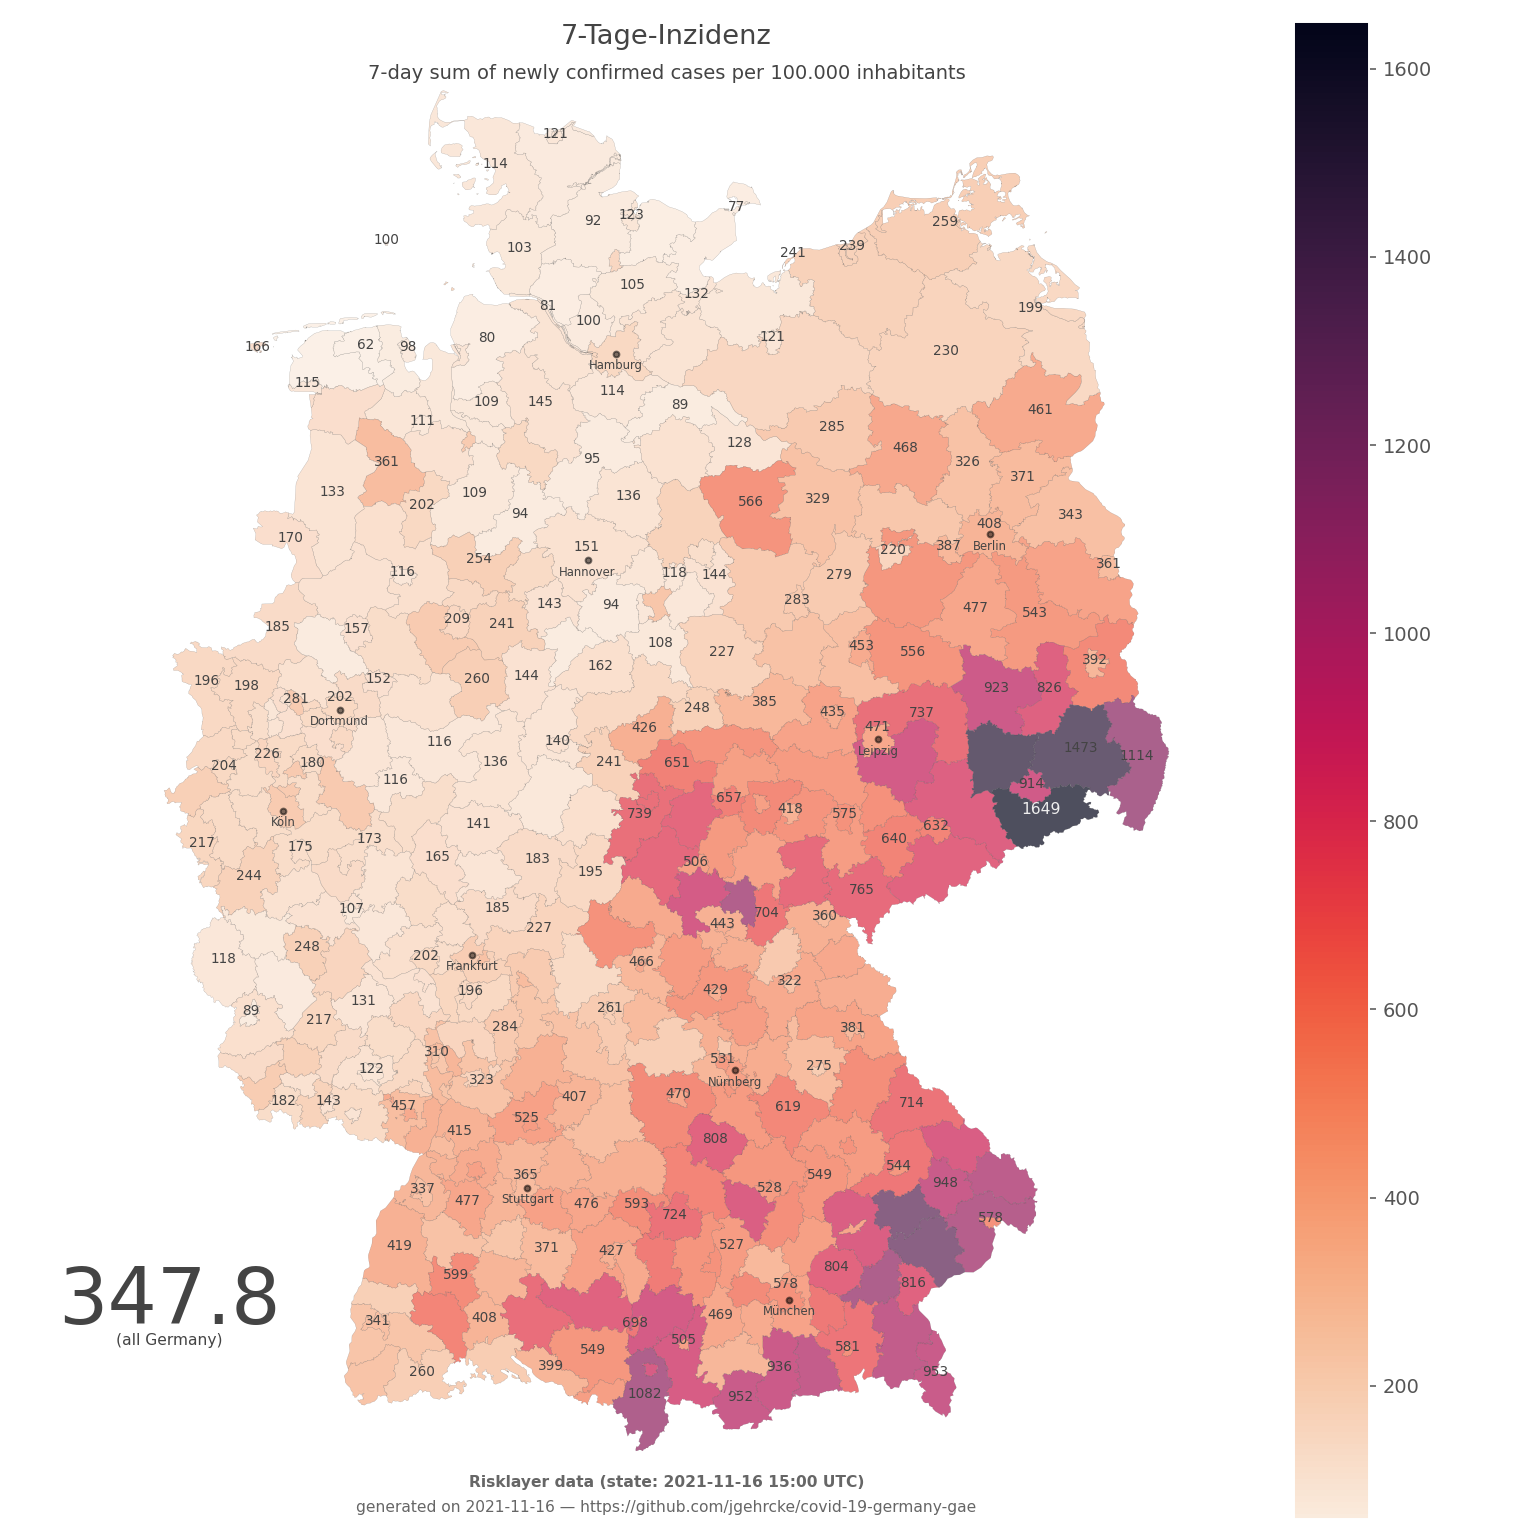 7-Tage-Inzidenz
7-day sum of newly confirmed cases per 100.000 inhabitants
1600
1400
1200
1000
800
600
400
200
121
114
77
92 123
259
100
103
239
241
105
132
81
199
100
121
166 62 98 80
230
Hamburg
115
114
109 145 89
461
111
285
128
468
361 95 326
371
133 109 136 566 329
202 94
343
170 151 408
254 Hannover 220 387 Berlin
361
116 118 144 279
143 94 283 477 543
185 157 209 241
108 227 453 556
392
196 198 152 260 144 162
281 202 923 826
Dortmund
248 385 435 737
426 471
116 140 Leipzig 1473 1114
204 226 180 136 241 651
116 914
657
Köln 739 418 575 1649
141 632
217 175 173 640
165 183 506
244 195
765
107 185 443 704 360
227
118 248 202 Frankfurt 466
196 322
131 429
89 217 261
284 381
310 531
122 323 Nürnberg 275
182 143 457 407 470 619 714
525
415 808
365 544
337 Stuttgart 528 549 948
477 476 593 724 578
419 371 427 527
599 804 816
347.8 578
(all Germany) München
341 408 698 469
505
549 581
260 399 936 953
1082 952
Risklayer data (state: 2021-11-16 15:00 UTC)
generated on 2021-11-16 — https://github.com/jgehrcke/covid-19-germany-gae